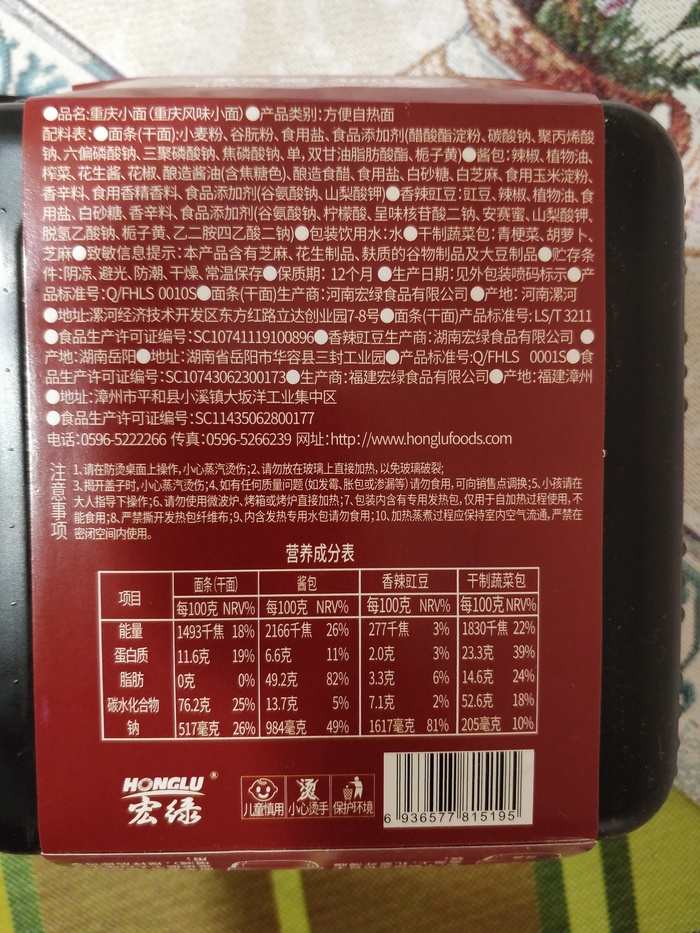 ●品名:重庆小面(重庆风味小面)●产品类别:方便自热面
配料表:●面条(干面):小麦粉、谷朊粉、食用盐、食品添加剂(醋酸酯淀粉、碳酸钠、聚丙烯酸
钠、六偏磷酸钠、三聚磷酸钠、焦磷酸钠、单,双甘油脂肪酸酯、栀子黄)●酱包:辣椒、植物油、
榨菜、花生酱、花椒、酿造酱油(含焦糖色)、酿造食醋、食用盐、白砂糖、白芝麻、食用玉米淀粉、
香辛料、食用香精香料、食品添加剂(谷氨酸钠、山梨酸钾)●香辣豇豆:豇豆、辣椒、植物油、食
用盐、白砂糖、香辛料、食品添加剂(谷氨酸钠、柠檬酸、呈味核苷酸二钠、安赛蜜、山梨酸钾、
脱氢乙酸钠、栀子黄、乙二胺四乙酸二钠)●包装饮用水:水●干制蔬菜包:青梗菜、胡萝卜、
芝麻●致敏信息提示:本产品含有芝麻、花生制品、麸质的谷物制品及大豆制品●贮存条
件:阴凉、避光、防潮、干燥、常温保存●保质期: 12个月 ●生产日期:见外包装喷码标示●产
品标准号:Q/FHLS 0010S●面条(干面)生产商:河南宏绿食品有限公司 ●产地: 河南漯河
●地址:漯河经济技术开发区东方红路立达创业园7-8号●面条(干面)产品标准号:LS/T 3211
●食品生产许可证编号:SC10741119100896●香辣豇豆生产商:湖南宏绿食品有限公司 ●
产地:湖南岳阳●地址:湖南省岳阳市华容县三封工业园●产品标准号:Q/FHLS 0001S●食
品生产许可证编号:SC10743062300173●生产商:福建宏绿食品有限公司●产地:福建漳州
●地址:漳州市平和县小溪镇大坂洋工业集中区
●食品生产许可证编号:SC11435062800177
电话:0596-5222266 传真:0596-5266239 网址:http://www.honglufoods.com
注意事项
1.请在防烫桌面上操作,小心蒸汽烫伤;2、请勿放在玻璃上直接加热,以免玻璃破裂;
3.揭开盖子时,小心蒸汽烫伤;4、如有任何质量问题(如发霉、胀包或渗漏等)请勿食用,可向销售点调换;5、小孩请在
大人指导下操作;6、请勿使用微波炉、烤箱或烤炉直接加热;7、包装内含有专用发热包,仅用于自加热过程使用,不
能食用;8、严禁撕开发热包纤维布;9、内含发热专用水包请勿食用;10、加热蒸煮过程应保持室内空气流通,严禁在
密闭空间内使用。
营养成分表
项目 面条(干面) 酱包 香辣豇豆 干制蔬菜包
每100克 NRV% 每100克 NRV% 每100克 NRV% 每100克 NRV%
能量 1493千焦 18% 2166千焦 26% 277千焦 3% 1830千焦 22%
蛋白质 11.6克 19% 6.6克 11% 2.0克 3% 23.3克 39%
脂肪 0克 0% 49.2克 82% 3.3克 6% 14.6克 24%
碳水化合物 76.2克 25% 13.7克 5% 7.1克 2% 52.6克 18%
钠 517毫克 26% 984毫克 49% 1617毫克 81% 205毫克 10%
HONGLU®
宏绿
儿童慎用
烫
小心烫手
保护环境
6 936577 815195